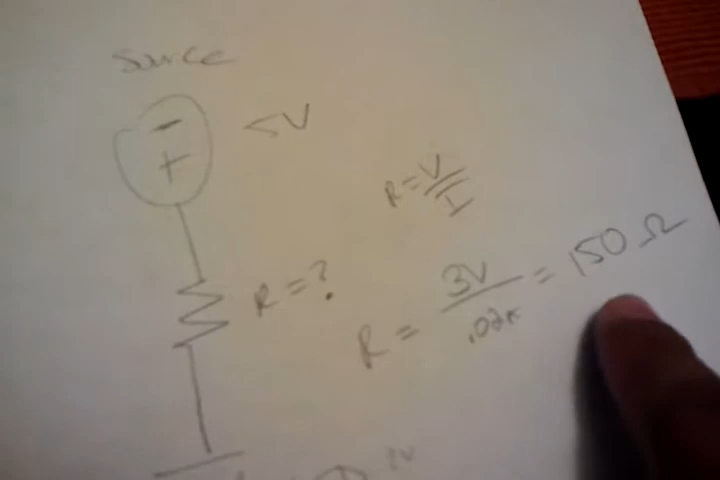 Source
-
+
5V
R = V/I
R = ?
R = 3V/.02A = 150 Ω